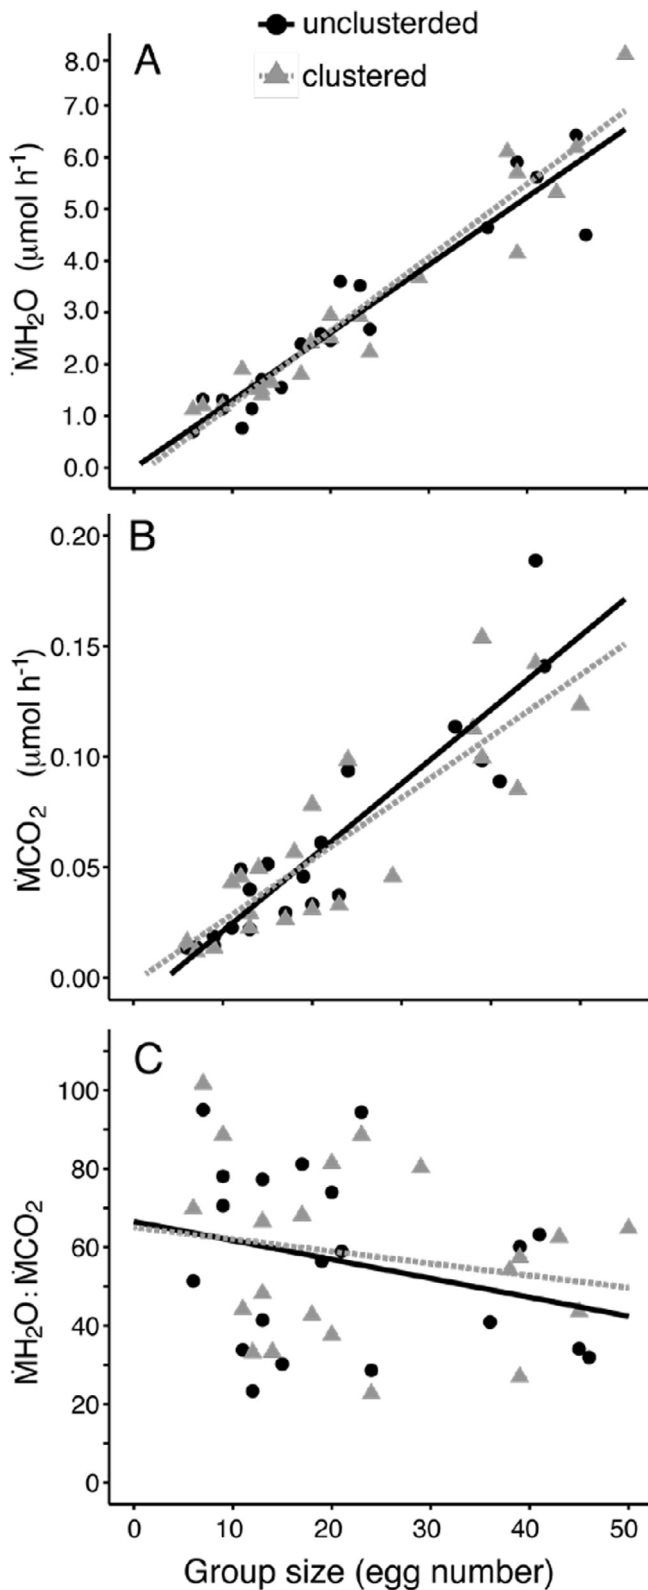 unclusterded
clustered
A
8.0
7.0
6.0
5.0
4.0
3.0
2.0
1.0
0.0
ṀH₂O (μmol h⁻¹)
B
0.20
0.15
0.10
0.05
0.00
ṀCO₂ (μmol h⁻¹)
C
100
80
60
40
20
0
ṀH₂O:ṀCO₂
0 10 20 30 40 50
Group size (egg number)